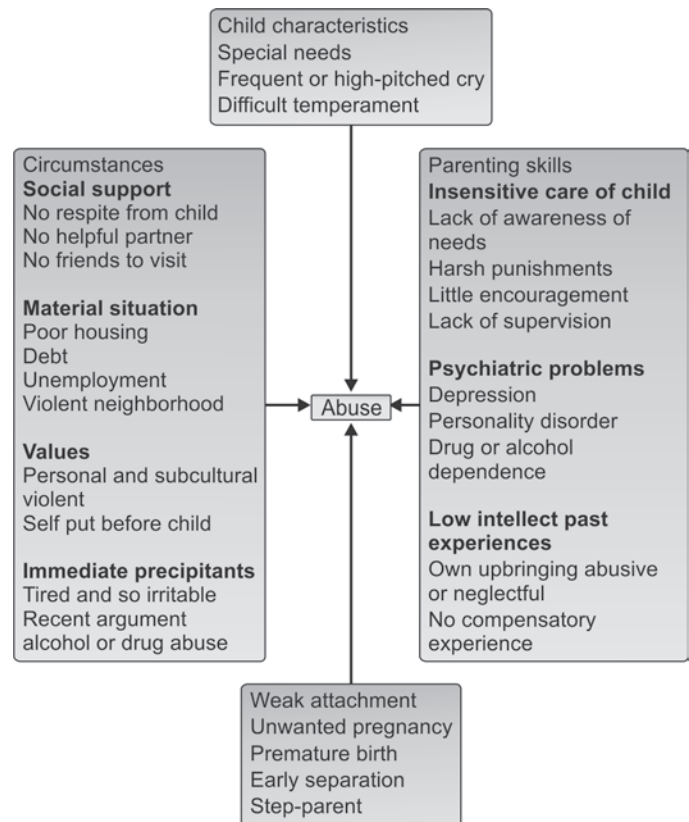 Child characteristics
Special needs
Frequent or high-pitched cry
Difficult temperament
Circumstances
Social support
No respite from child
No helpful partner
No friends to visit
Material situation
Poor housing
Debt
Unemployment
Violent neighborhood
Values
Personal and subcultural
violent
Self put before child
Immediate precipitants
Tired and so irritable
Recent argument
alcohol or drug abuse
Abuse
Parenting skills
Insensitive care of child
Lack of awareness of
needs
Harsh punishments
Little encouragement
Lack of supervision
Psychiatric problems
Depression
Personality disorder
Drug or alcohol
dependence
Low intellect past
experiences
Own upbringing abusive
or neglectful
No compensatory
experience
Weak attachment
Unwanted pregnancy
Premature birth
Early separation
Step-parent